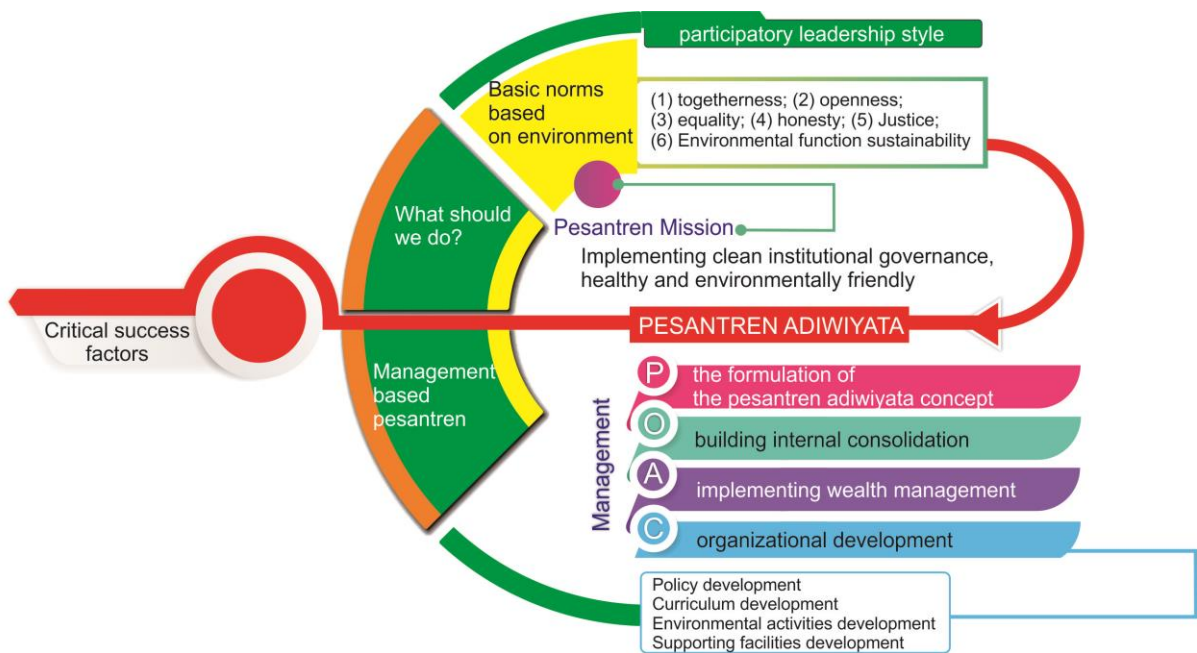 participatory leadership style
Basic norms
based
on environment
(1) togetherness; (2) openness;
(3) equality; (4) honesty; (5) Justice;
(6) Environmental function sustainability
What should
we do?
Pesantren Mission
Implementing clean institutional governance,
healthy and environmentally friendly
Critical success
factors
PESANTREN ADIWIYATA
Management
based
pesantren
Management
P
the formulation of
the pesantren adiwiyata concept
O
building internal consolidation
A
implementing wealth management
C
organizational development
Policy development
Curriculum development
Environmental activities development
Supporting facilities development